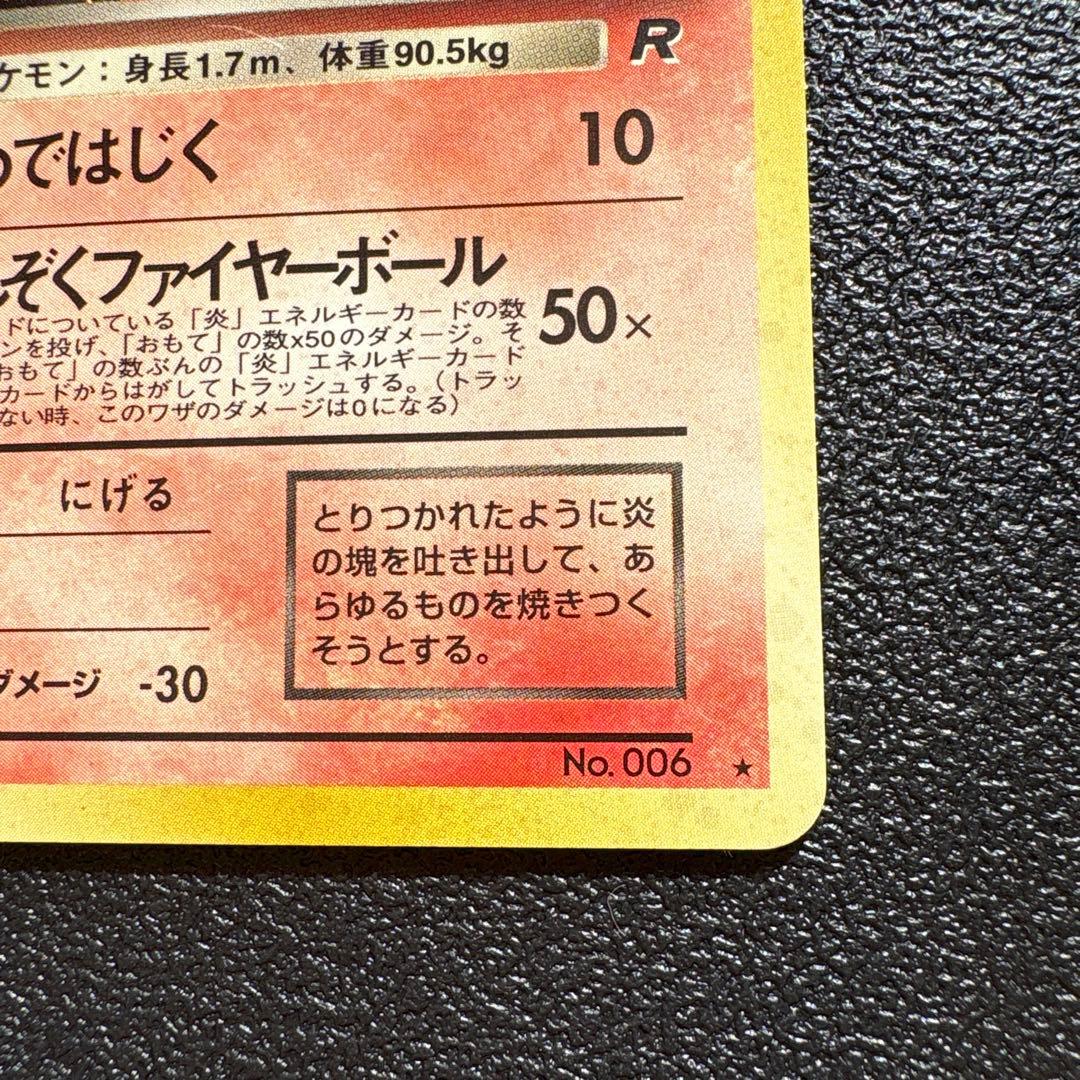 ケモン：身長1.7m、体重90.5kg
R
ではじく 10
ぞくファイヤーボール
50×
ドについている「炎」エネルギーカードの数
ンを投げ、「おもて」の数x50のダメージ。そ
おもて」の数ぶんの「炎」エネルギーカード
カードからはがしてトラッシュする。（トラッ
ない時、このワザのダメージは0になる）
にげる
とりつかれたように炎
の塊を吐き出して、あ
らゆるものを焼きつく
そうとする。
ダメージ -30
No. 006 ★